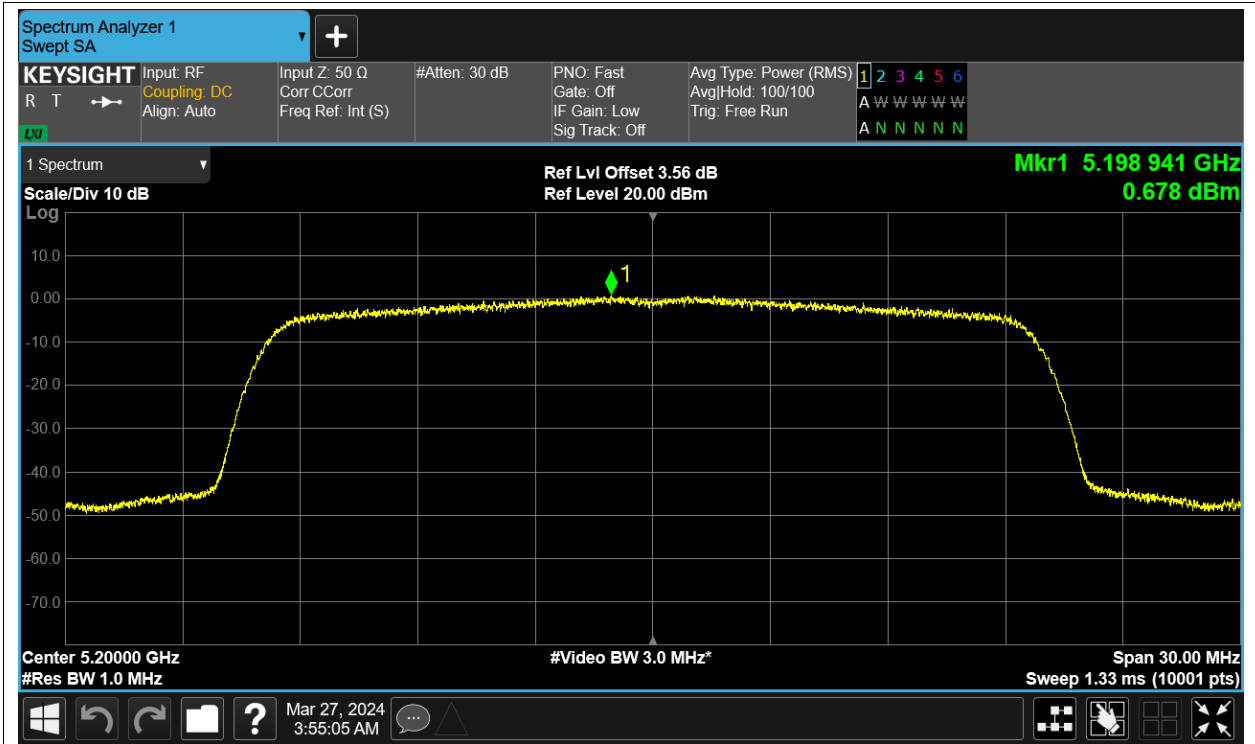 Spectrum Analyzer 1
Swept SA
+
KEYSIGHT
R T
LXI
Input: RF
Coupling: DC
Align: Auto
Input Z: 50 Ω
Corr CCorr
Freq Ref: Int (S)
#Atten: 30 dB
PNO: Fast
Gate: Off
IF Gain: Low
Sig Track: Off
Avg Type: Power (RMS)
Avg|Hold: 100/100
Trig: Free Run
1 2 3 4 5 6
A W W W W W
A N N N N N
1 Spectrum
Scale/Div 10 dB
Log
Ref Lvl Offset 3.56 dB
Ref Level 20.00 dBm
Mkr1 5.198 941 GHz
0.678 dBm
10.0
0.00
-10.0
-20.0
-30.0
-40.0
-50.0
-60.0
-70.0
1
Center 5.20000 GHz
#Res BW 1.0 MHz
#Video BW 3.0 MHz*
Span 30.00 MHz
Sweep 1.33 ms (10001 pts)
?
Mar 27, 2024
3:55:05 AM